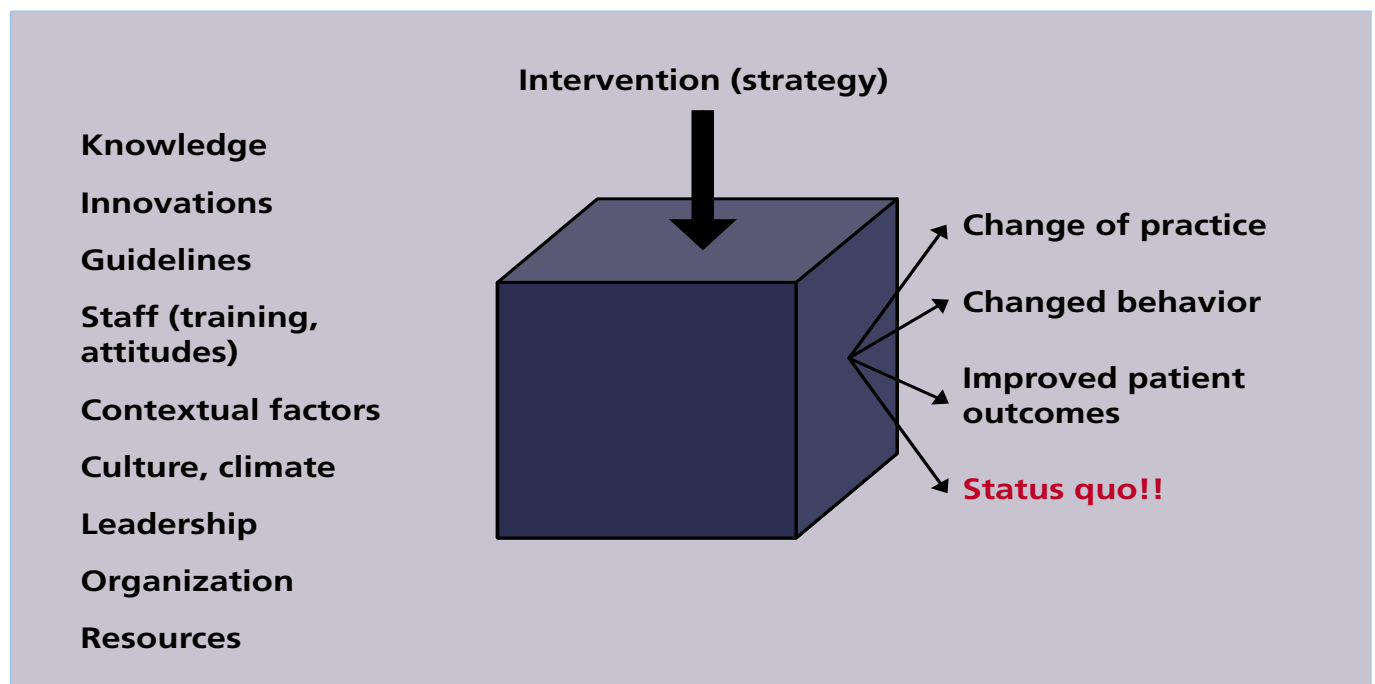 Intervention (strategy)
Knowledge
Innovations
Guidelines
Staff (training,
attitudes)
Contextual factors
Culture, climate
Leadership
Organization
Resources
Change of practice
Changed behavior
Improved patient
outcomes
Status quo!!